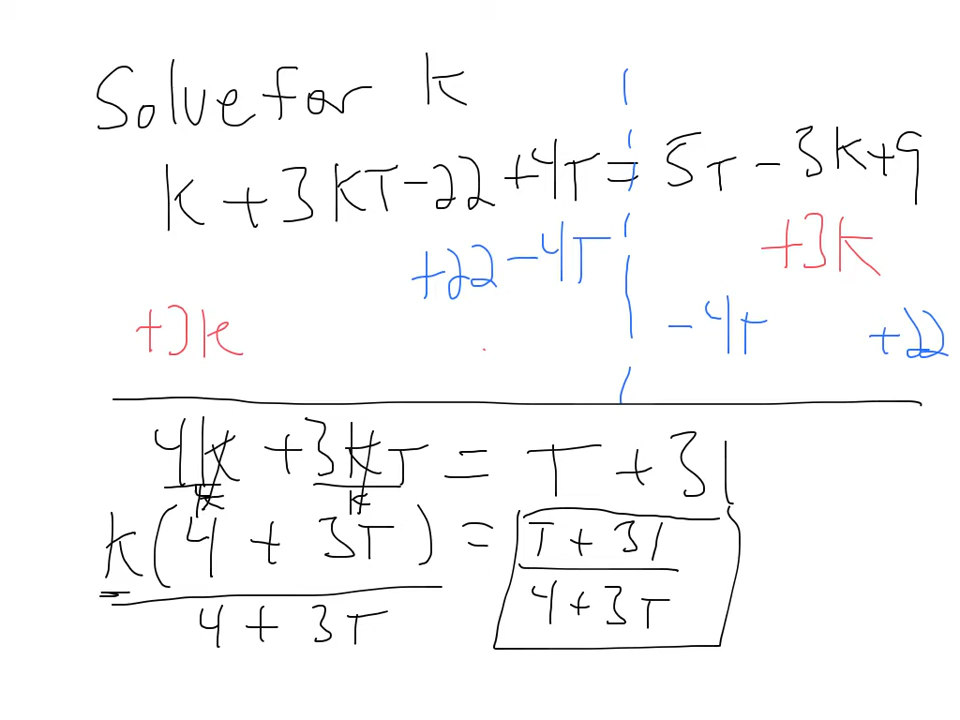 Solve for k
k + 3kT - 22 + 4T = 5T - 3k + 9
+22 - 4T +3k
+3k - 4T +22
4k + 3kT = T + 31
k k
k(4 + 3T) = T + 31
4 + 3T 4 + 3T